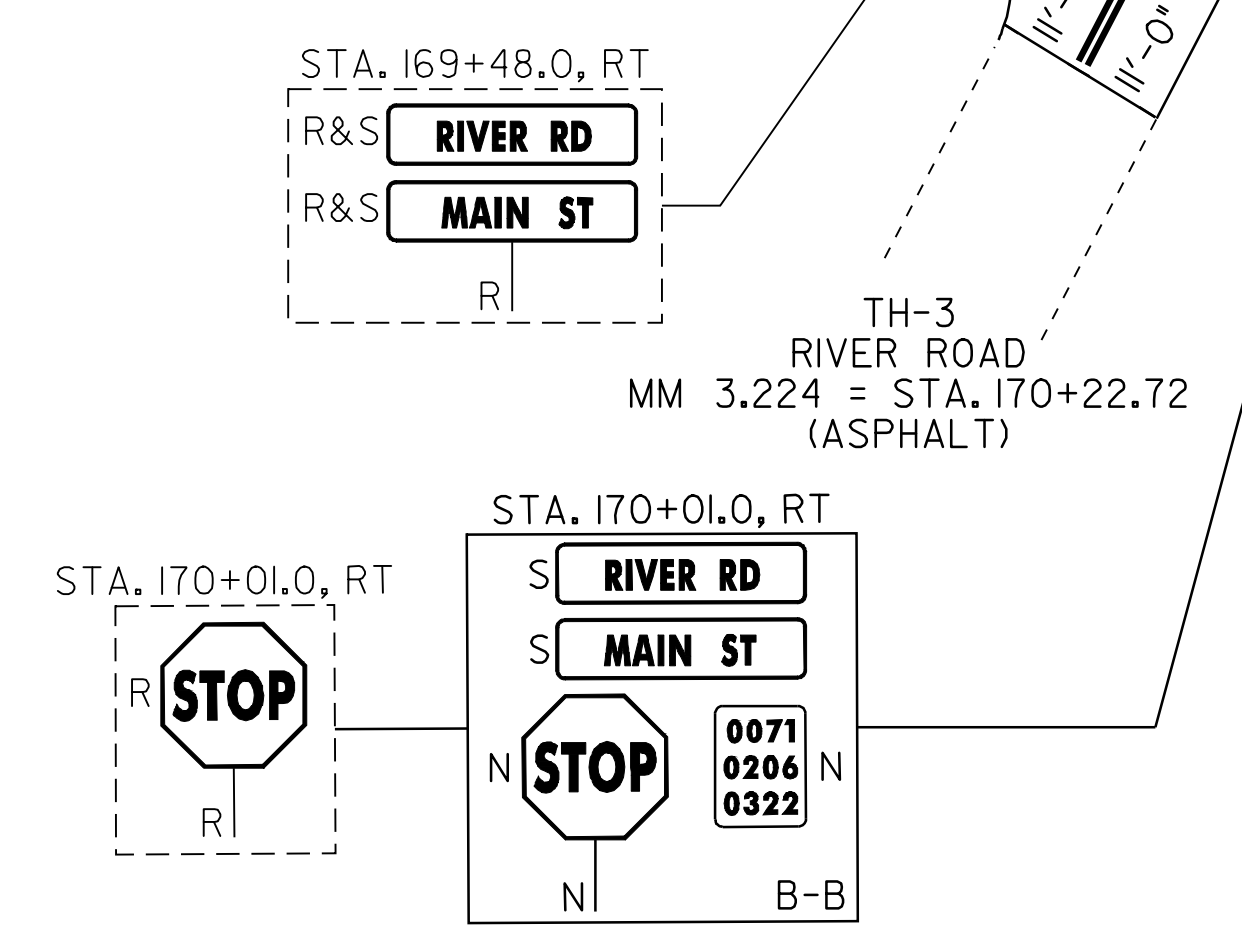 11'-0"
STA. 169+48.0, RT
R&S RIVER RD
R&S MAIN ST
R
TH-3
RIVER ROAD
MM 3.224 = STA. 170+22.72
(ASPHALT)
STA. 170+01.0, RT
R STOP
R
STA. 170+01.0, RT
S RIVER RD
S MAIN ST
N STOP
0071
0206
0322
N
N
B-B